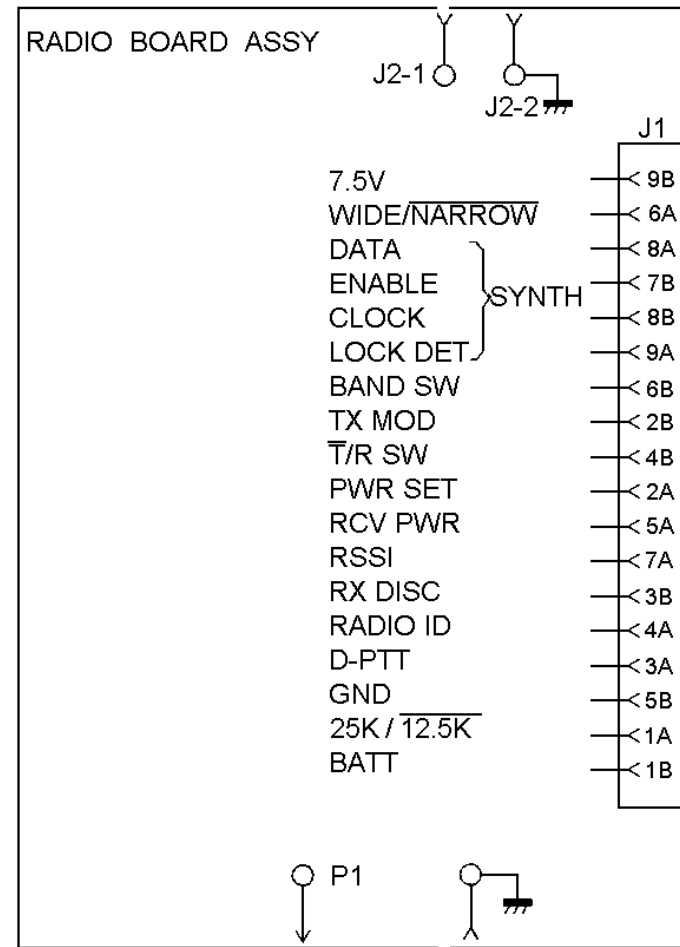 RADIO BOARD ASSY
J2-1
J2-2
J1
7.5V 9B
WIDE/NARROW 6A
DATA 8A
ENABLE 7B
SYNTH
CLOCK 8B
LOCK DET 9A
BAND SW 6B
TX MOD 2B
T/R SW 4B
PWR SET 2A
RCV PWR 5A
RSSI 7A
RX DISC 3B
RADIO ID 4A
D-PTT 3A
GND 5B
25K / 12.5K 1A
BATT 1B
P1